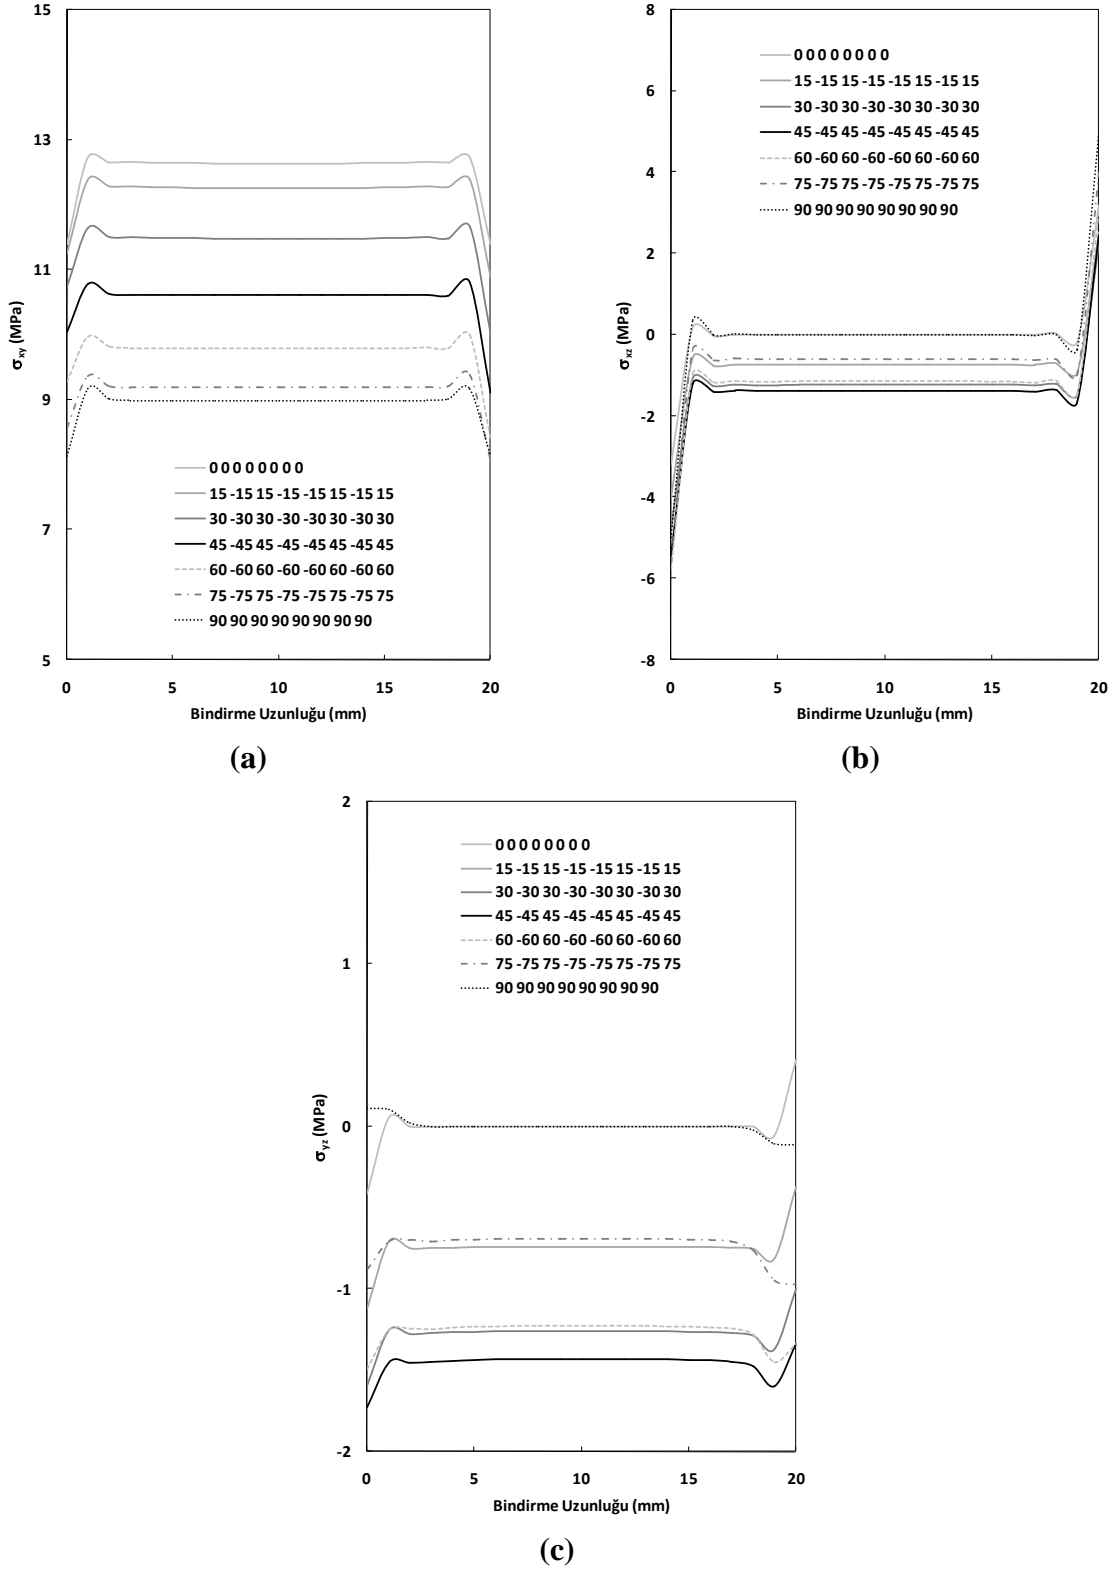 15
13
11
9
7
5
σxy (MPa)
0 0 0 0 0 0 0 0
15 -15 15 -15 -15 15 -15 15
30 -30 30 -30 -30 30 -30 30
45 -45 45 -45 -45 45 -45 45
60 -60 60 -60 -60 60 -60 60
75 -75 75 -75 -75 75 -75 75
90 90 90 90 90 90 90 90
0 5 10 15 20
Bindirme Uzunluğu (mm)
(a)
8
6
4
2
0
-2
-4
-6
-8
σxz (MPa)
0 0 0 0 0 0 0 0
15 -15 15 -15 -15 15 -15 15
30 -30 30 -30 -30 30 -30 30
45 -45 45 -45 -45 45 -45 45
60 -60 60 -60 -60 60 -60 60
75 -75 75 -75 -75 75 -75 75
90 90 90 90 90 90 90 90
0 5 10 15 20
Bindirme Uzunluğu (mm)
(b)
2
1
0
-1
-2
σyz (MPa)
0 0 0 0 0 0 0 0
15 -15 15 -15 -15 15 -15 15
30 -30 30 -30 -30 30 -30 30
45 -45 45 -45 -45 45 -45 45
60 -60 60 -60 -60 60 -60 60
75 -75 75 -75 -75 75 -75 75
90 90 90 90 90 90 90 90
0 5 10 15 20
Bindirme Uzunluğu (mm)
(c)